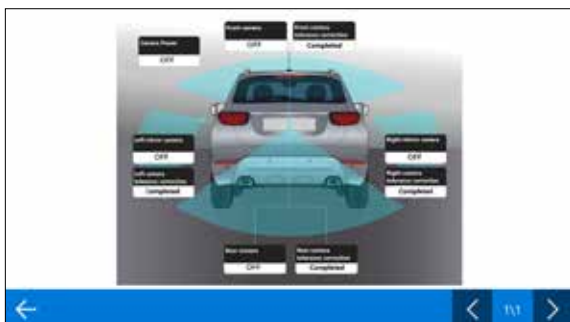 Front camera
OFF
Front camera
tolerance correction
Completed
Camera Power
OFF
Left mirror camera
OFF
Left camera
tolerance correction
Completed
Right mirror camera
OFF
Right camera
tolerance correction
Completed
Rear camera
OFF
Rear camera
tolerance correction
Completed
1\1